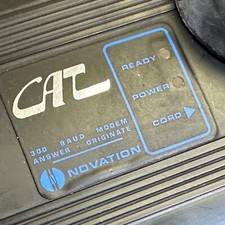 CAT
READY
POWER
CORD
300 BAUD MODEM
ANSWER ORIGINATE
NOVATION